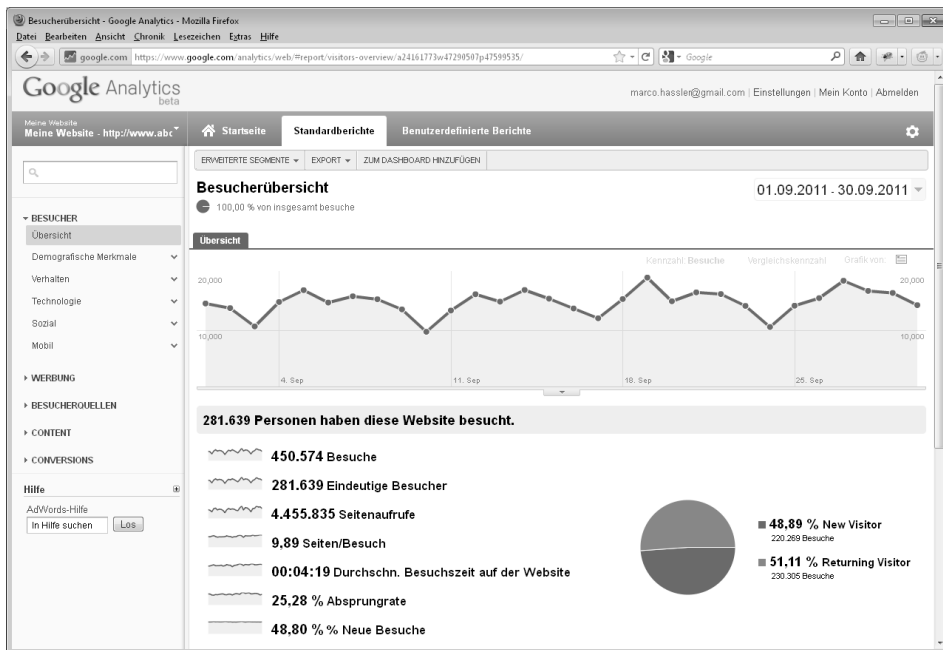 Besucherübersicht - Google Analytics - Mozilla Firefox
Datei Bearbeiten Ansicht Chronik Lesezeichen Extras Hilfe
google.com https://www.google.com/analytics/web/#report/visitors-overview/a24161773w47290507p47599535/ Google
Google Analytics
beta
marco.hassler@gmail.com | Einstellungen | Mein Konto | Abmelden
Meine Website
Meine Website - http://www.abc
Startseite Standardberichte Benutzerdefinierte Berichte
ERWEITERTE SEGMENTE EXPORT ZUM DASHBOARD HINZUFÜGEN
Besucherübersicht
01.09.2011 - 30.09.2011
100,00 % von insgesamt besuche
BESUCHER
Übersicht
Demografische Merkmale
Verhalten
Technologie
Sozial
Mobil
WERBUNG
BESUCHERQUELLEN
CONTENT
CONVERSIONS
Hilfe
AdWords-Hilfe
In Hilfe suchen Los
Übersicht
Kennzahl: Besuche Vergleichskennzahl Grafik von:
20,000 20,000
10,000 10,000
4. Sep 11. Sep 18. Sep 25. Sep
281.639 Personen haben diese Website besucht.
450.574 Besuche
281.639 Eindeutige Besucher
4.455.835 Seitenaufrufe
9,89 Seiten/Besuch
00:04:19 Durchschn. Besuchszeit auf der Website
25,28 % Absprungrate
48,80 % % Neue Besuche
48,89 % New Visitor
220.269 Besuche
51,11 % Returning Visitor
230.305 Besuche